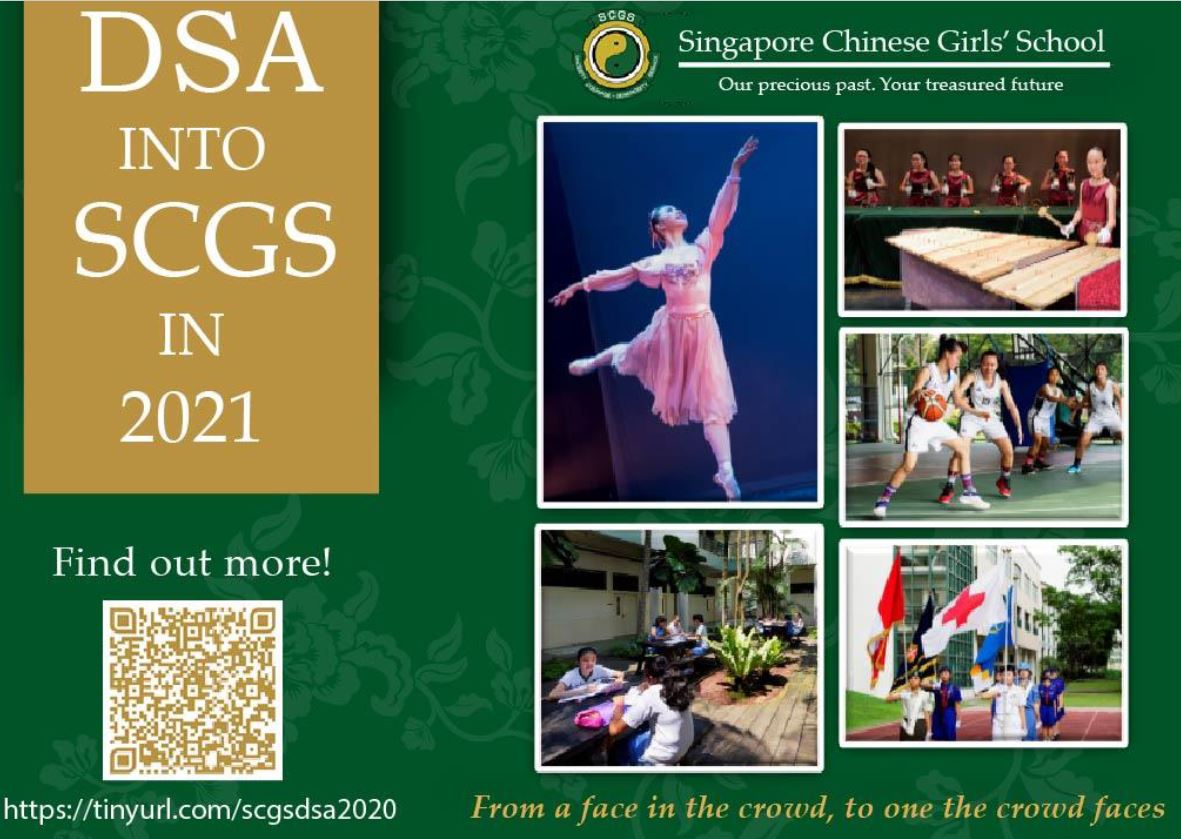 DSA
INTO
SCGS
IN
2021
Find out more!
https://tinyurl.com/scgsdsa2020
SCGS
Singapore Chinese Girls' School
Our precious past. Your treasured future
From a face in the crowd, to one the crowd faces